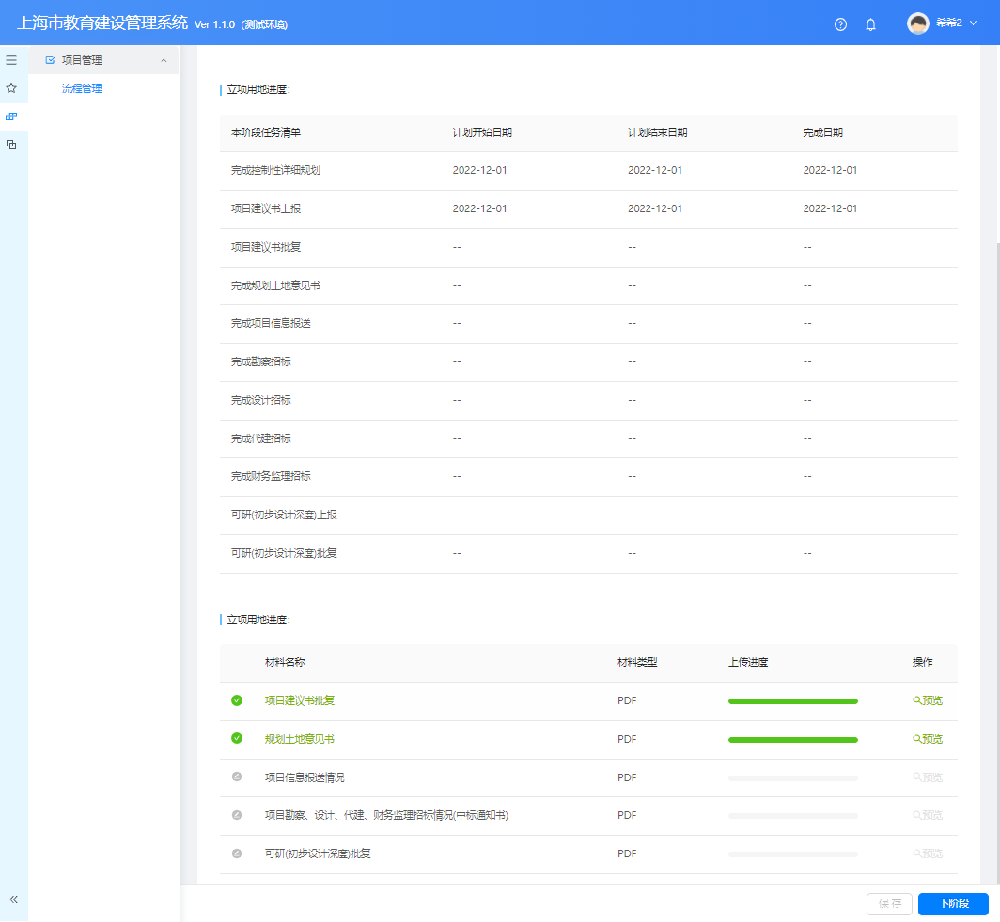 上海市教育建设管理系统 Ver 1.1.0 (测试环境)
希希2
项目管理
流程管理
立项用地进度:
本阶段任务清单 计划开始日期 计划结束日期 完成日期
完成控制性详细规划 2022-12-01 2022-12-01 2022-12-01
项目建议书上报 2022-12-01 2022-12-01 2022-12-01
项目建议书批复 -- -- --
完成规划土地意见书 -- -- --
完成项目信息报送 -- -- --
完成勘察招标 -- -- --
完成设计招标 -- -- --
完成代建招标 -- -- --
完成财务监理招标 -- -- --
可研(初步设计深度)上报 -- -- --
可研(初步设计深度)批复 -- -- --
立项用地进度:
材料名称 材料类型 上传进度 操作
项目建议书批复 PDF 预览
规划土地意见书 PDF 预览
项目信息报送情况 PDF 预览
项目勘察、设计、代建、财务监理招标情况(中标通知书) PDF 预览
可研(初步设计深度)批复 PDF 预览
保存 下阶段